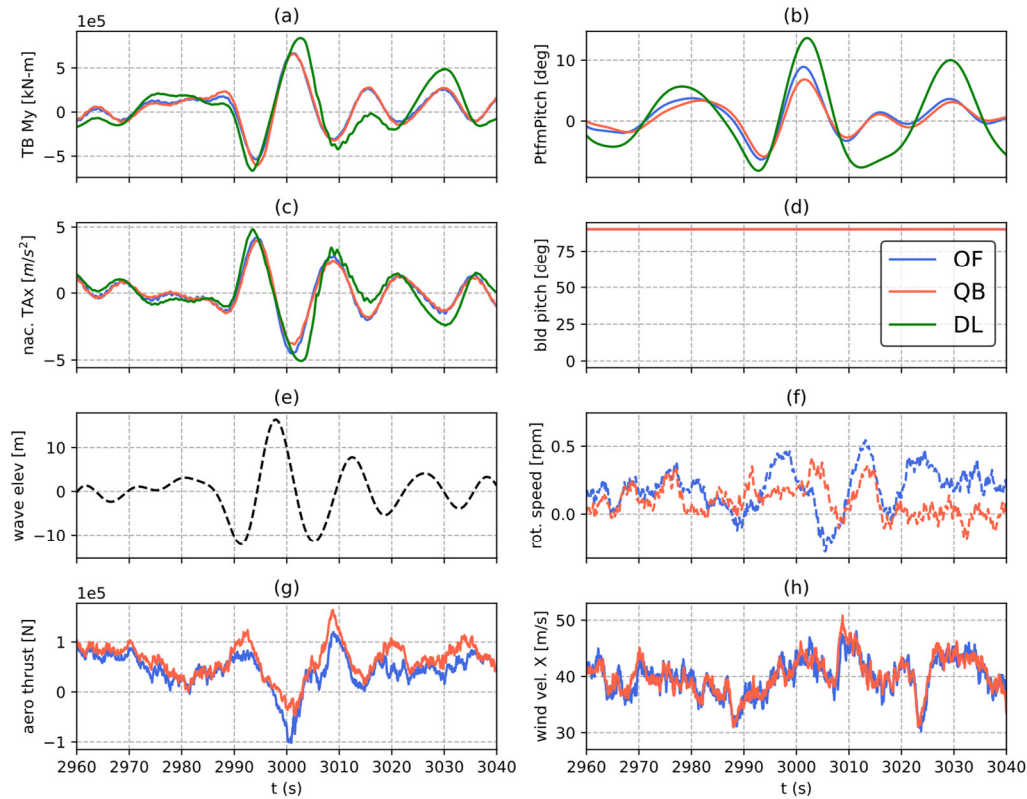 (a)
1e5
TB My [kN-m]
5
0
−5
(b)
PtfmPitch [deg]
10
0
(c)
nac. TAx [m/s²]
5
0
−5
(d)
bld pitch [deg]
75
50
25
0
OF
QB
DL
(e)
wave elev [m]
10
0
−10
(f)
rot. speed [rpm]
0.5
0.0
(g)
1e5
aero thrust [N]
1
0
−1
2960 2970 2980 2990 3000 3010 3020 3030 3040
t (s)
(h)
wind vel. X [m/s]
50
40
30
2960 2970 2980 2990 3000 3010 3020 3030 3040
t (s)